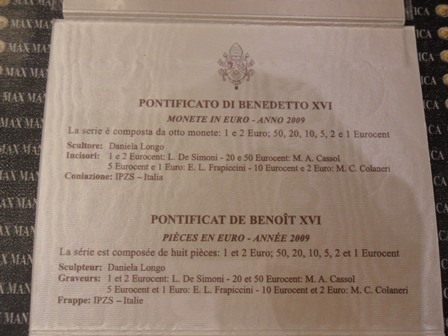 PONTIFICATO DI BENEDETTO XVI
MONETE IN EURO - ANNO 2009
La serie è composta da otto monete: 1 e 2 Euro; 50, 20, 10, 5, 2 e 1 Eurocent
Scultore: Daniela Longo
Incisori: 1 e 2 Eurocent: L. De Simoni - 20 e 50 Eurocent: M. A. Cassol
5 Eurocent e 1 Euro: E. L. Frapiccini - 10 Eurocent e 2 Euro: M. C. Colaneri
Coniazione: IPZS – Italia
PONTIFICAT DE BENOÎT XVI
PIÈCES EN EURO - ANNÉE 2009
La série est composée de huit pièces: 1 et 2 Euro; 50, 20, 10, 5, 2 et 1 Eurocent
Sculpteur: Daniela Longo
Graveurs: 1 et 2 Eurocent: L. De Simoni - 20 et 50 Eurocent: M. A. Cassol
5 Eurocent et 1 Euro: E. L. Frapiccini - 10 Eurocent et 2 Euro: M. C. Colaneri
Frappe: IPZS – Italie